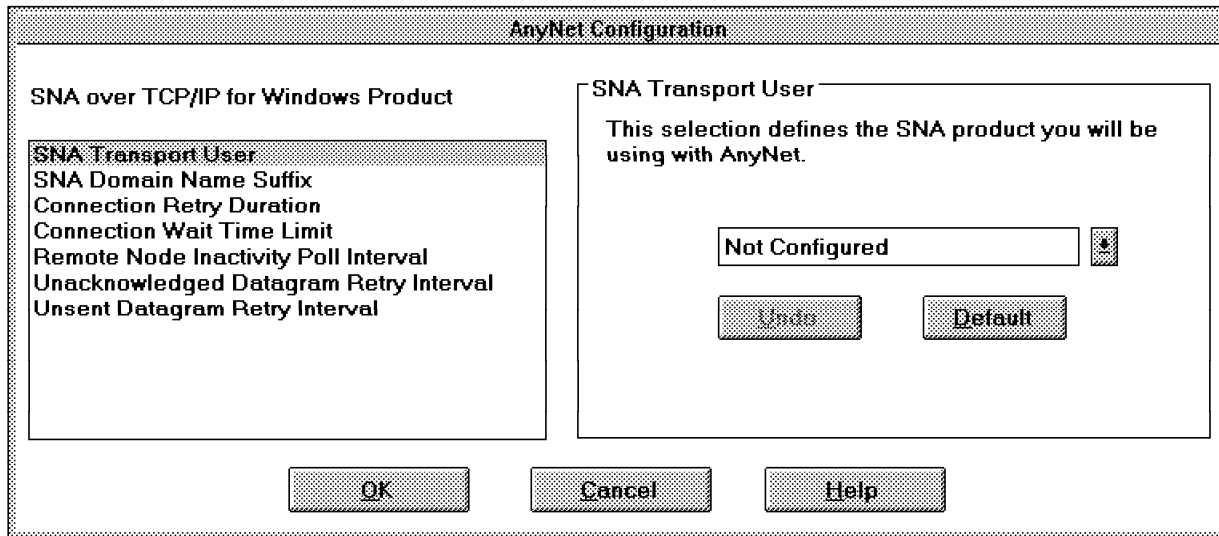 AnyNet Configuration
SNA over TCP/IP for Windows Product
SNA Transport User
SNA Domain Name Suffix
Connection Retry Duration
Connection Wait Time Limit
Remote Node Inactivity Poll Interval
Unacknowledged Datagram Retry Interval
Unsent Datagram Retry Interval
SNA Transport User
This selection defines the SNA product you will be
using with AnyNet.
Not Configured
Undo
Default
OK
Cancel
Help